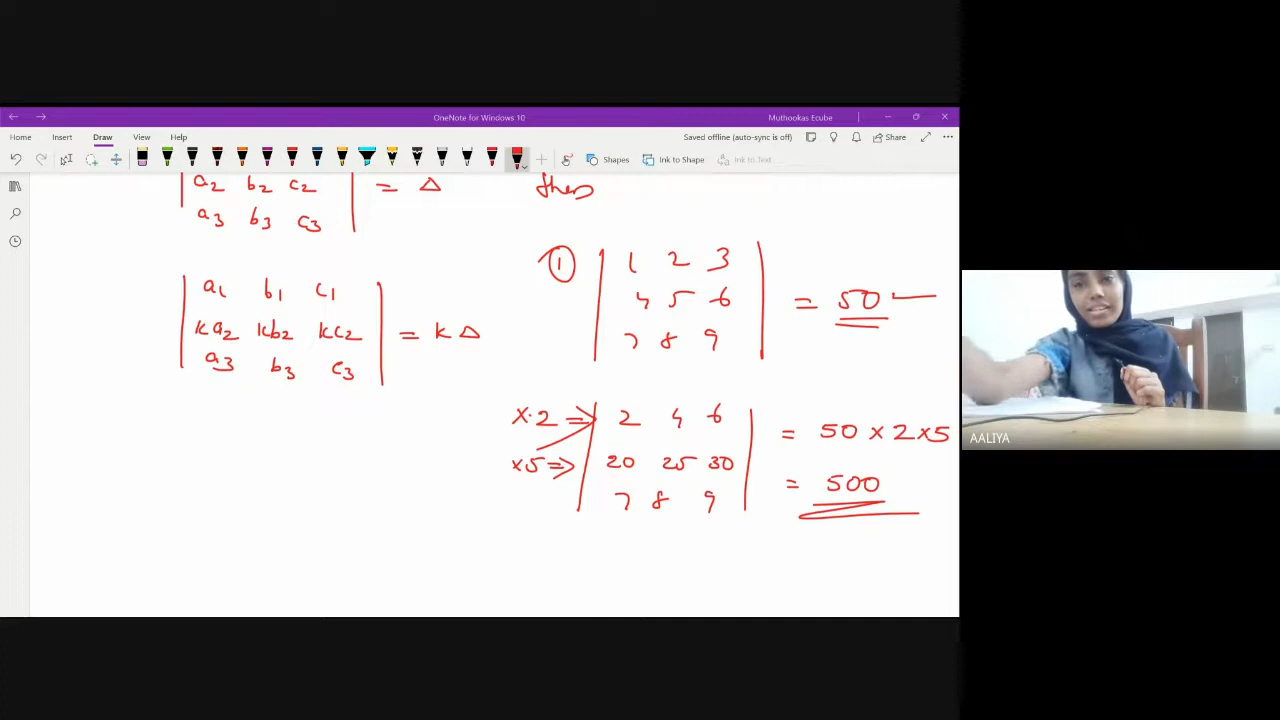 OneNote for Windows 10
Muthookas Ecube
Home Insert Draw View Help
Saved offline (auto-sync is off)
Share
Shapes
Ink to Shape
Ink to Text
a2 b2 c2 = Δ
a3 b3 c3
a1 b1 c1
ka2 kb2 kc2 = kΔ
a3 b3 c3
① 1 2 3
4 5 6 = 50
7 8 9
×·2 ⇒ 2 4 6 = 50 × 2 × 5
×5 ⇒ 20 25 30
7 8 9 = 500
AALIYA